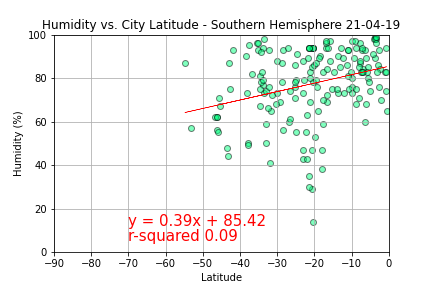 Humidity vs. City Latitude - Southern Hemisphere 21-04-19
100
80
60
40
20
0
Humidity (%)
y = 0.39x + 85.42
r-squared 0.09
−90 −80 −70 −60 −50 −40 −30 −20 −10 0
Latitude